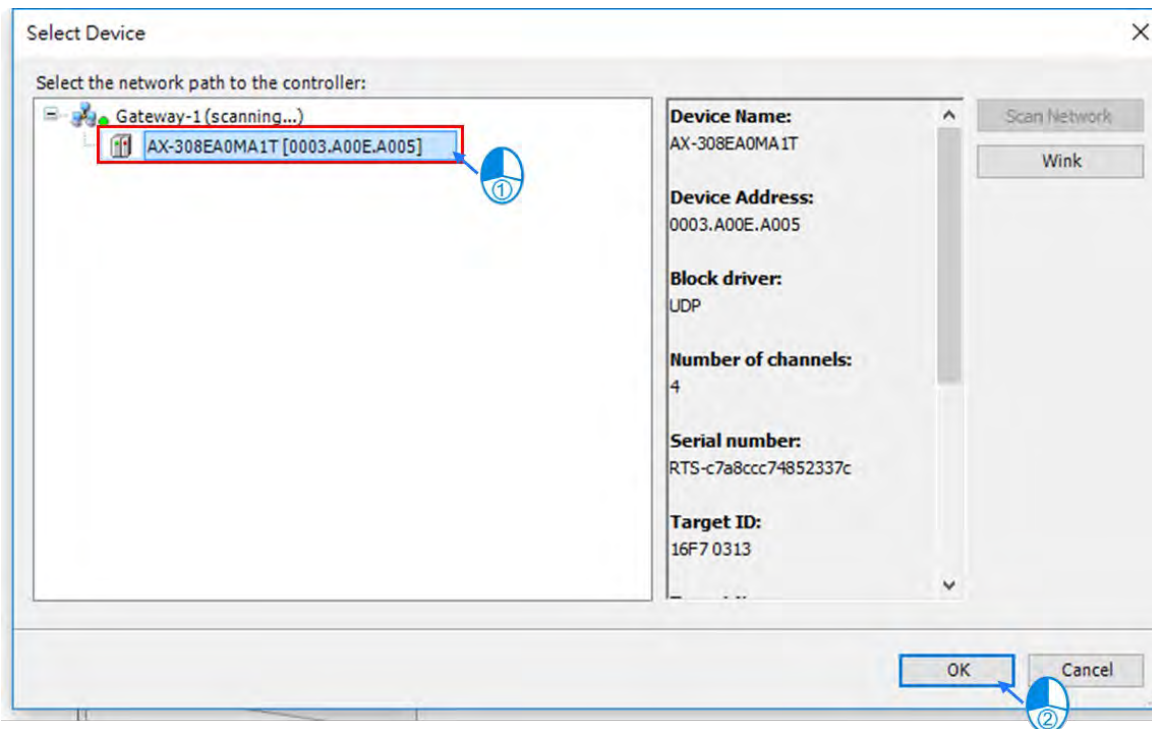 Select Device
Select the network path to the controller:
Gateway-1 (scanning...)
AX-308EA0MA1T [0003.A00E.A005]
①
Device Name:
AX-308EA0MA1T
Device Address:
0003.A00E.A005
Block driver:
UDP
Number of channels:
4
Serial number:
RTS-c7a8ccc74852337c
Target ID:
16F7 0313
Scan Network
Wink
OK
Cancel
②